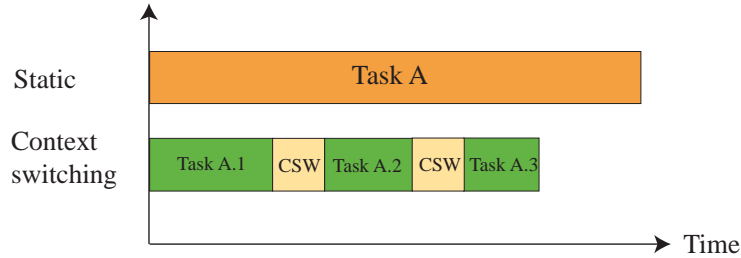 Static
Task A
Context
switching
Task A.1
CSW
Task A.2
CSW
Task A.3
Time